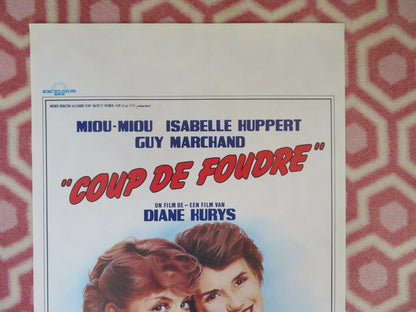 MIOU-MIOU ISABELLE HUPPERT
GUY MARCHAND
"COUP DE FOUDRE"
UN FILM DE - EEN FILM VAN
DIANE KURYS